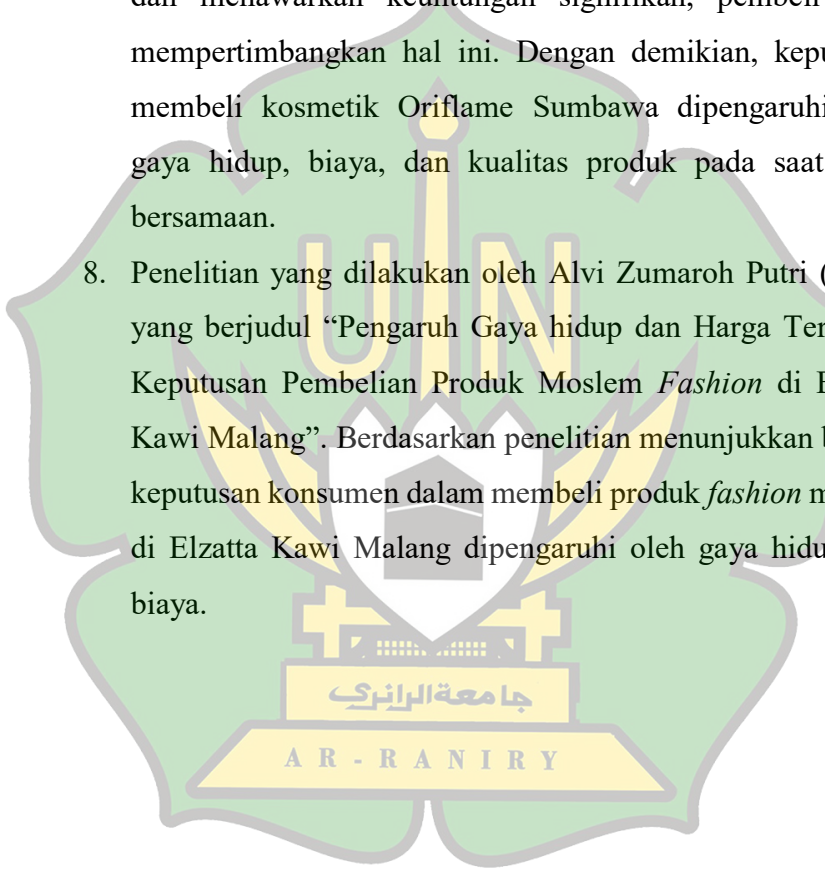 dan menawarkan keuntungan signifikan, pembeli
mempertimbangkan hal ini. Dengan demikian,
membeli kosmetik Oriflame Sumbawa dipengaruhi
gaya hidup, biaya, dan kualitas produk pada saat
bersamaan.
8. Penelitian yang dilakukan oleh Alvi Zumaroh Putri (
yang berjudul “Pengaruh Gaya hidup dan Harga
Keputusan Pembelian Produk Moslem Fashion di
Kawi Malang”. Berdasarkan penelitian menunjukkan
keputusan konsumen dalam membeli produk fashion
di Elzatta Kawi Malang dipengaruhi oleh gaya
biaya.
UIN
جامعة الرانري
AR-RANIRY